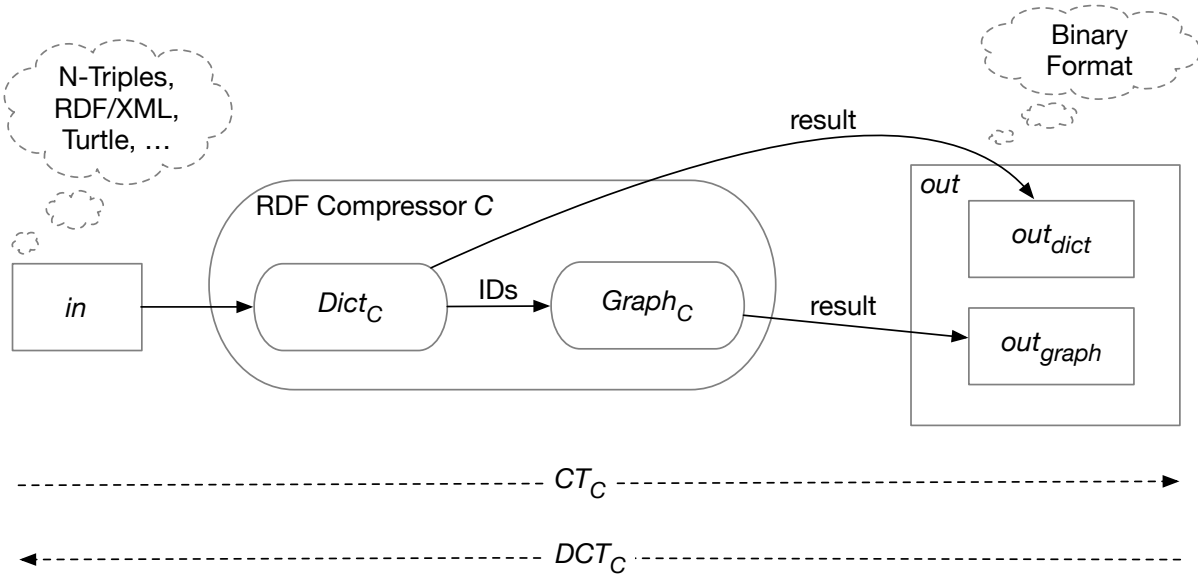 N-Triples,
RDF/XML,
Turtle, …
Binary
Format
result
RDF Compressor C
out
out_dict
in
Dict_C
IDs
Graph_C
result
out_graph
CT_C
DCT_C